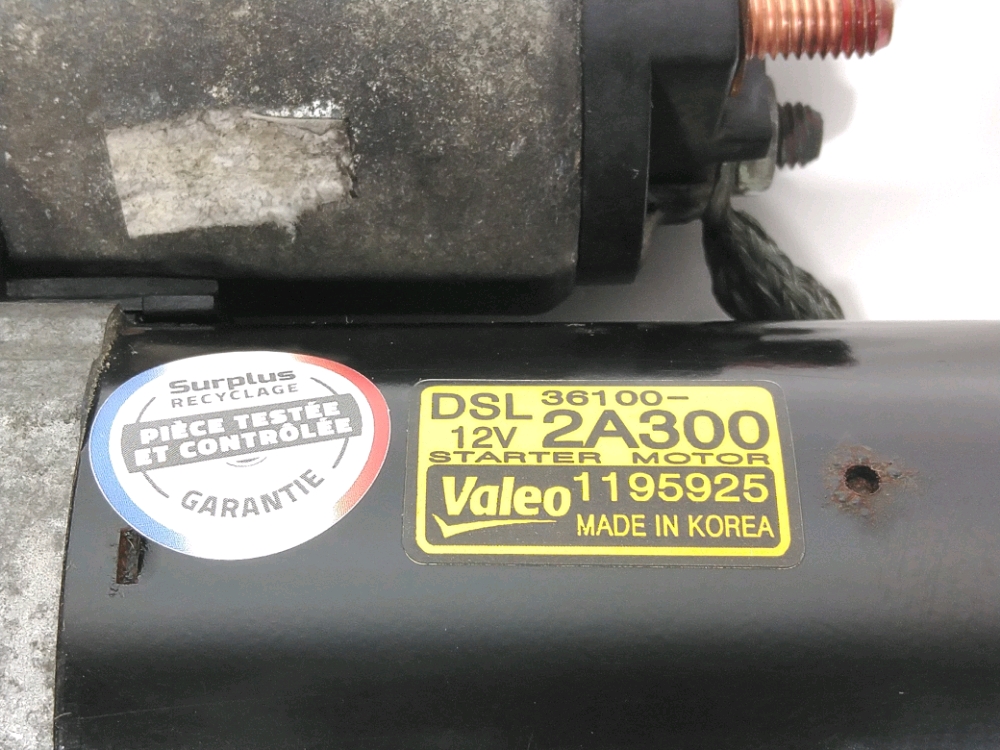 Surplus
RECYCLAGE
PIÈCE TESTÉE
ET CONTRÔLÉE
GARANTIE
DSL 36100-
12V 2A300
STARTER MOTOR
Valeo 1195925
MADE IN KOREA